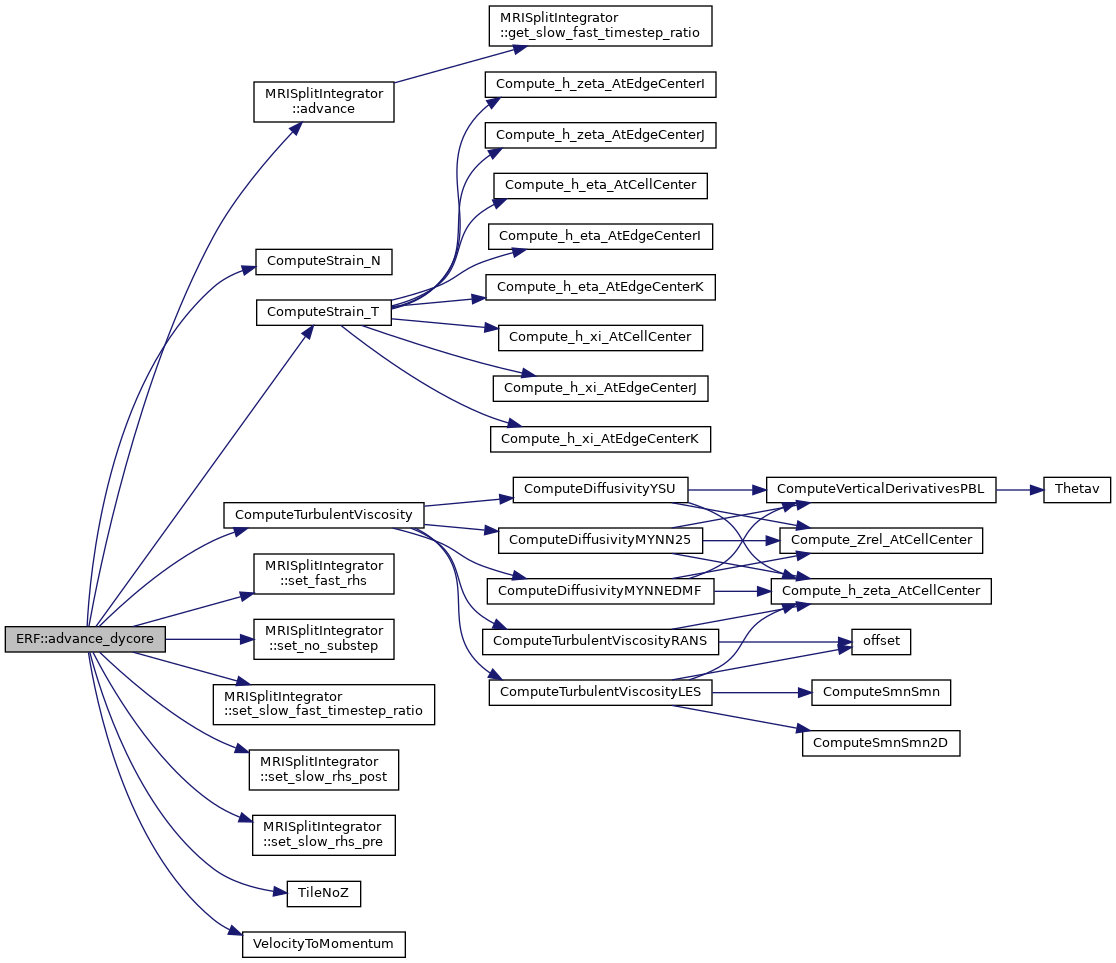 MRISplitIntegrator
::get_slow_fast_timestep_ratio
MRISplitIntegrator
::advance
Compute_h_zeta_AtEdgeCenterI
Compute_h_zeta_AtEdgeCenterJ
Compute_h_eta_AtCellCenter
Compute_h_eta_AtEdgeCenterI
ComputeStrain_N
Compute_h_eta_AtEdgeCenterK
ComputeStrain_T
Compute_h_xi_AtCellCenter
Compute_h_xi_AtEdgeCenterJ
Compute_h_xi_AtEdgeCenterK
ComputeDiffusivityYSU
ComputeVerticalDerivativesPBL
Thetav
ComputeTurbulentViscosity
ComputeDiffusivityMYNN25
Compute_Zrel_AtCellCenter
MRISplitIntegrator
::set_fast_rhs
ComputeDiffusivityMYNNEDMF
Compute_h_zeta_AtCellCenter
ERF::advance_dycore
MRISplitIntegrator
::set_no_substep
ComputeTurbulentViscosityRANS
offset
MRISplitIntegrator
::set_slow_fast_timestep_ratio
ComputeTurbulentViscosityLES
ComputeSmnSmn
ComputeSmnSmn2D
MRISplitIntegrator
::set_slow_rhs_post
MRISplitIntegrator
::set_slow_rhs_pre
TileNoZ
VelocityToMomentum